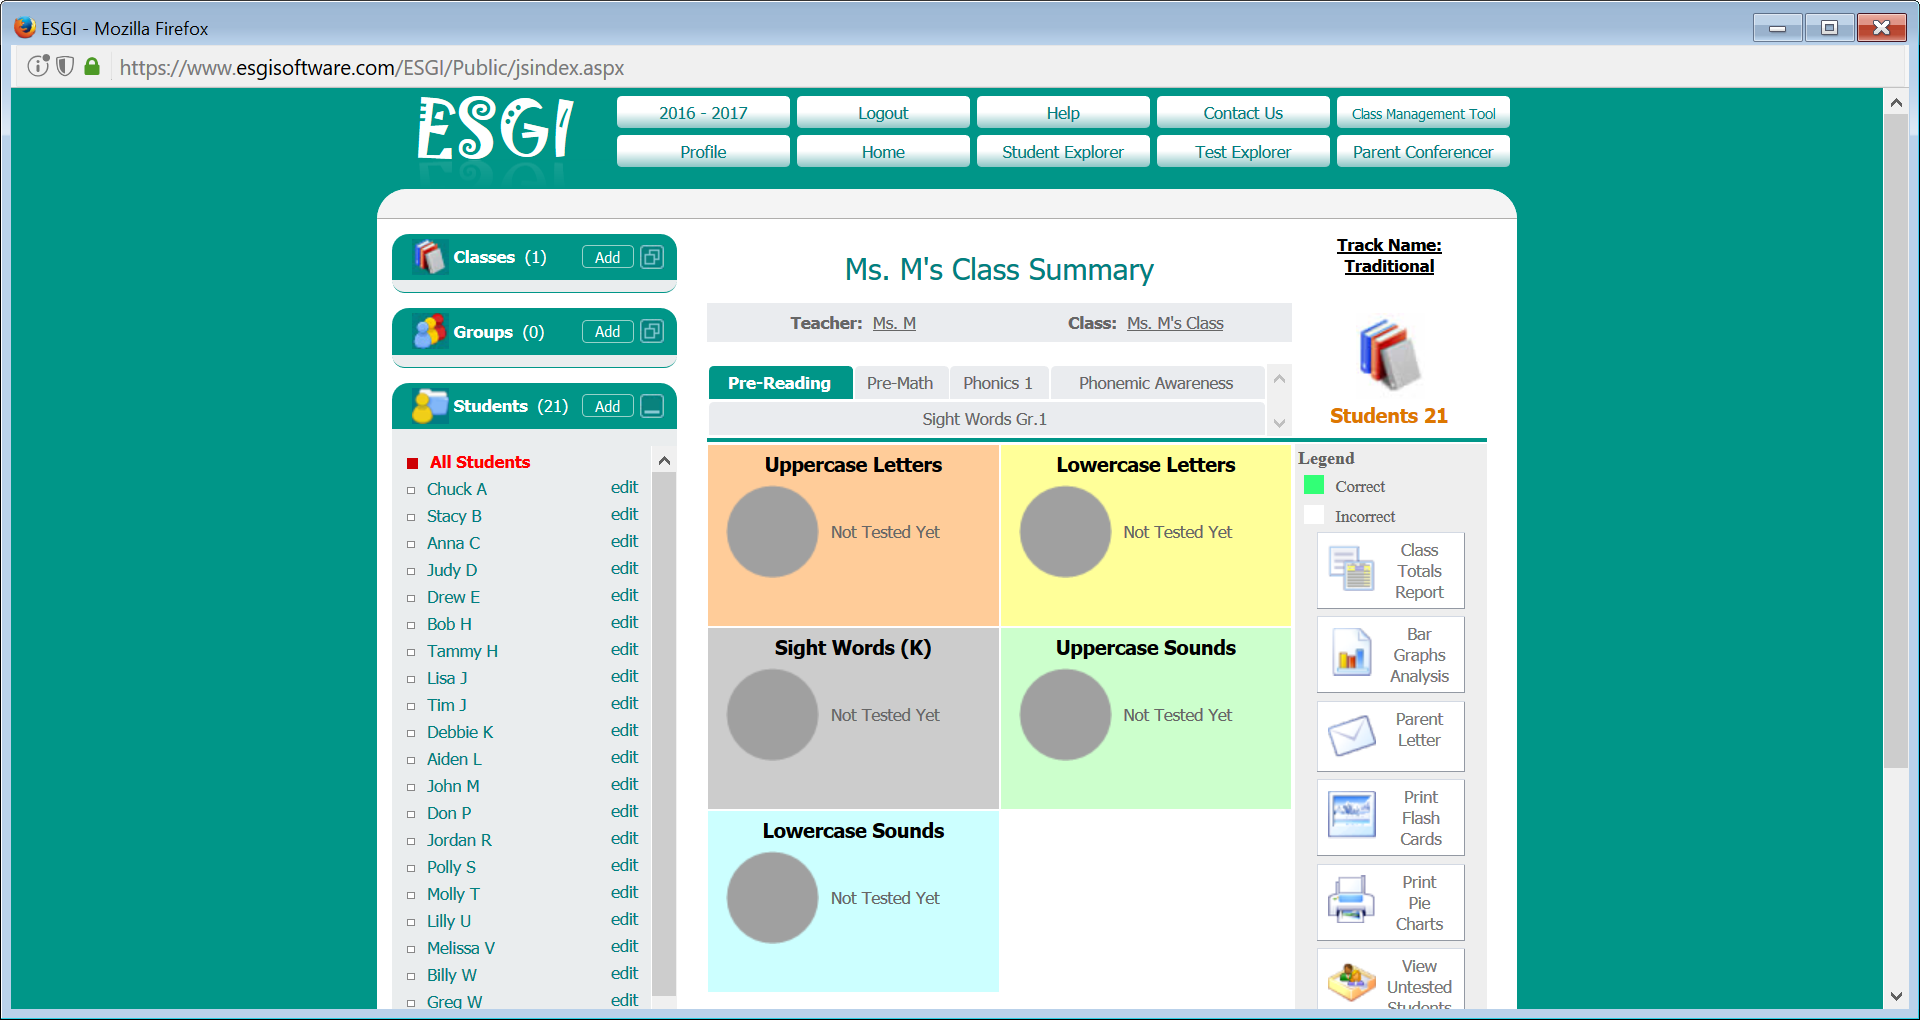 ESGI - Mozilla Firefox
https://www.esgisoftware.com/ESGI/Public/jsindex.aspx
ESGI
2016 - 2017
Logout
Help
Contact Us
Class Management Tool
Profile
Home
Student Explorer
Test Explorer
Parent Conferencer
Classes (1)
Add
Groups (0)
Add
Students (21)
Add
All Students
Chuck A edit
Stacy B edit
Anna C edit
Judy D edit
Drew E edit
Bob H edit
Tammy H edit
Lisa J edit
Tim J edit
Debbie K edit
Aiden L edit
John M edit
Don P edit
Jordan R edit
Polly S edit
Molly T edit
Lilly U edit
Melissa V edit
Billy W edit
Greg W edit
Ms. M's Class Summary
Teacher: Ms. M Class: Ms. M's Class
Pre-Reading
Pre-Math
Phonics 1
Phonemic Awareness
Sight Words Gr.1
Uppercase Letters
Not Tested Yet
Lowercase Letters
Not Tested Yet
Sight Words (K)
Not Tested Yet
Uppercase Sounds
Not Tested Yet
Lowercase Sounds
Not Tested Yet
Track Name:
Traditional
Students 21
Legend
Correct
Incorrect
Class
Totals
Report
Bar
Graphs
Analysis
Parent
Letter
Print
Flash
Cards
Print
Pie
Charts
View
Untested
Students